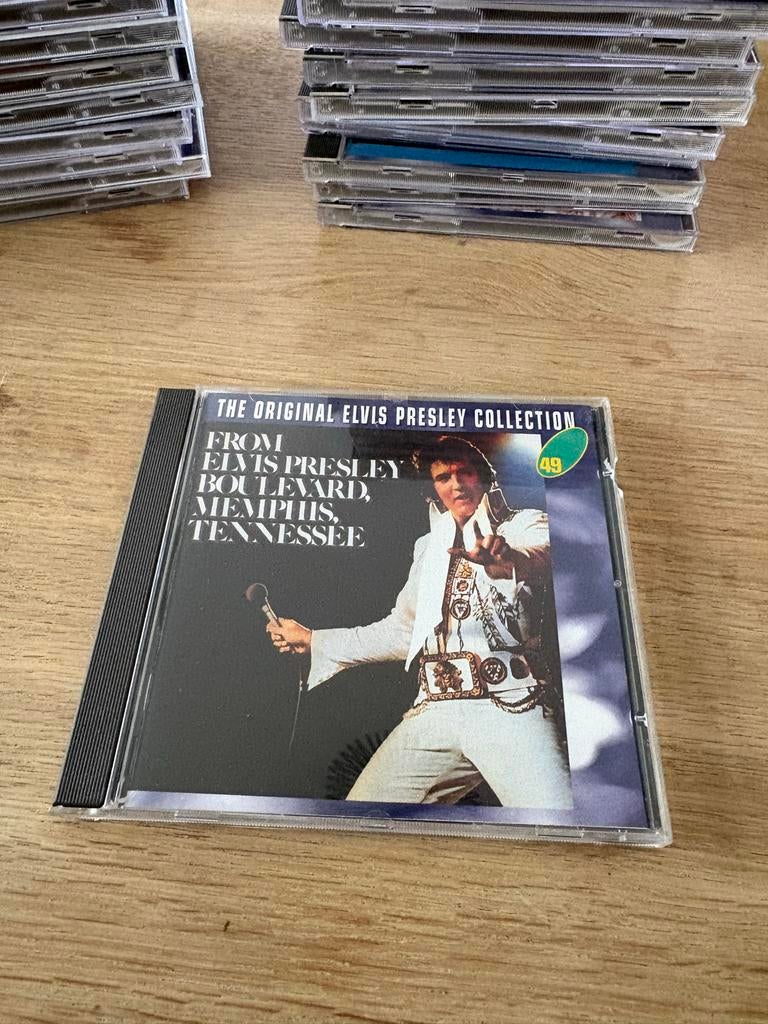 THE ORIGINAL ELVIS PRESLEY COLLECTION
49
FROM
ELVIS PRESLEY
BOULEVARD,
MEMPHIS,
TENNESSEE